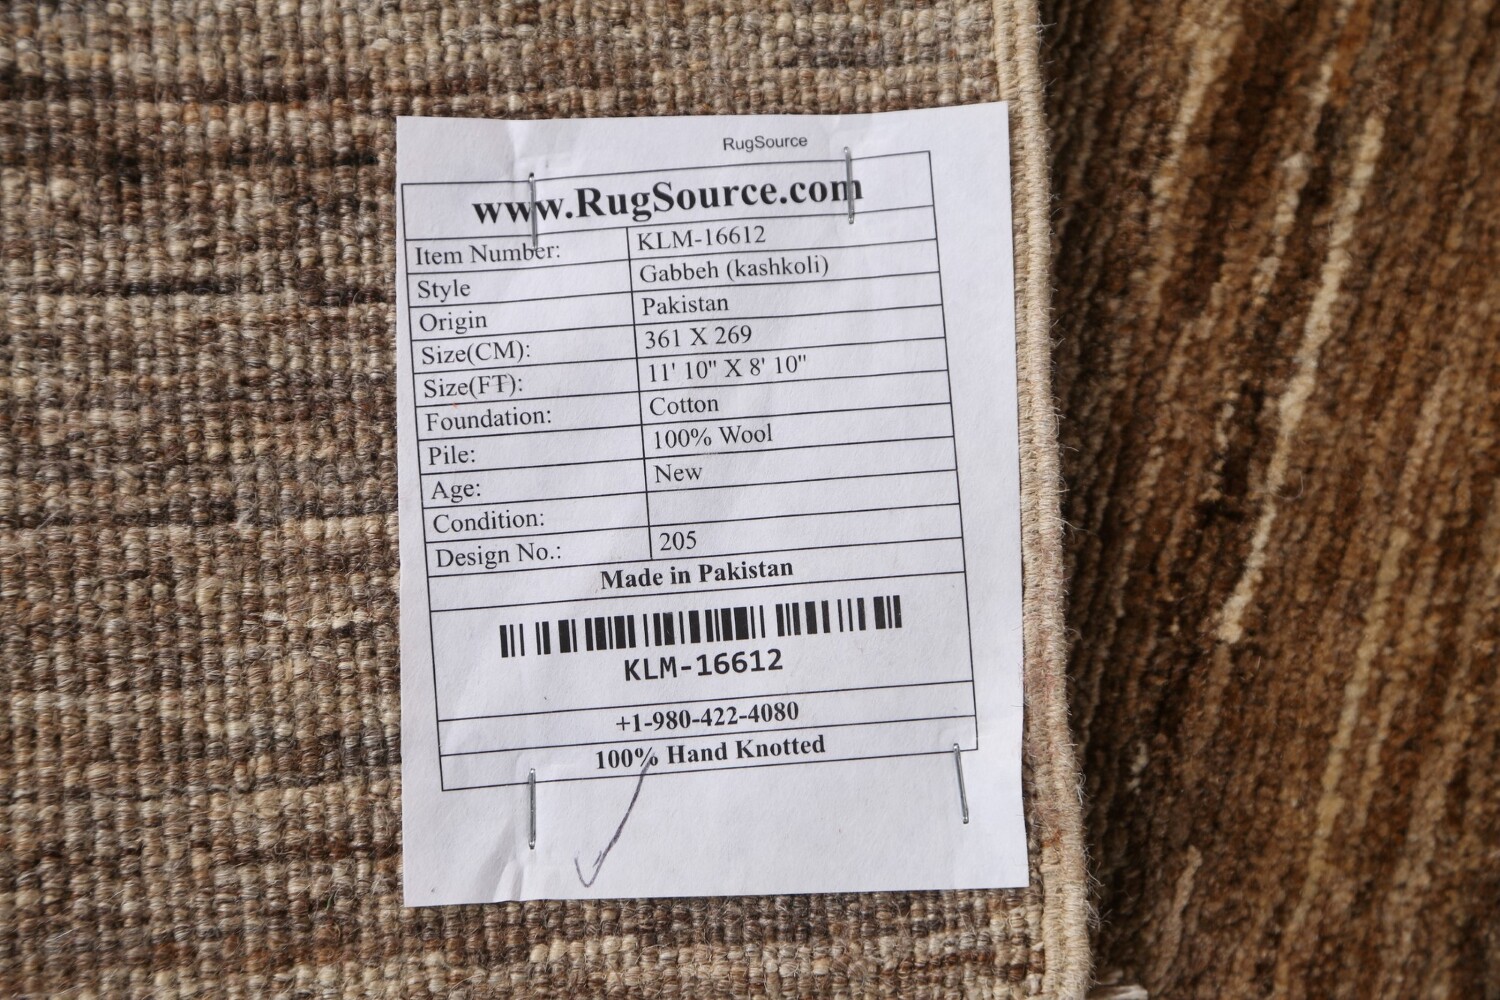 RugSource
www.RugSource.com
Item Number: KLM-16612
Style Gabbeh (kashkoli)
Origin Pakistan
Size(CM): 361 X 269
Size(FT): 11' 10" X 8' 10"
Foundation: Cotton
Pile: 100% Wool
Age: New
Condition:
Design No.: 205
Made in Pakistan
KLM-16612
+1-980-422-4080
100% Hand Knotted